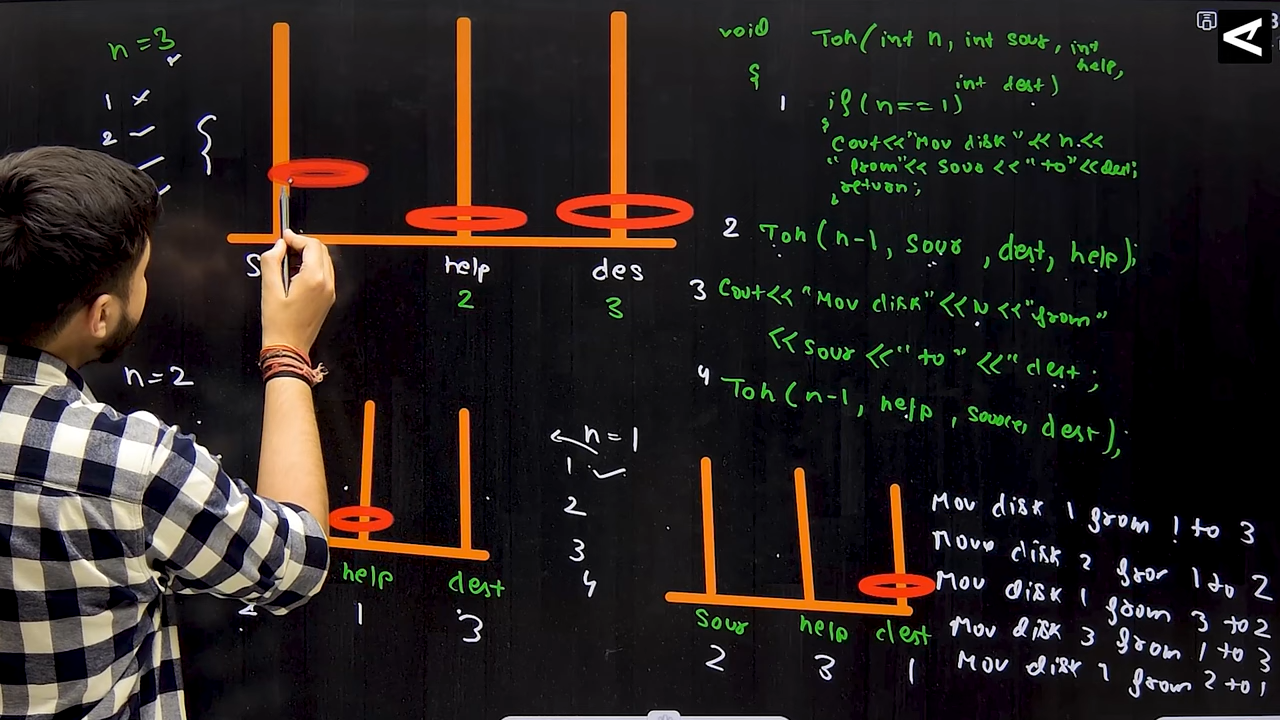 n=3
1 ×
2 ✓
help
des
2
3
n=2
help
dest
1
3
n=1
1 ✓
2
3
4
void Toh(int n, int sour, int help,
int dest)
{
1 if(n==1)
{
Cout<<"Mov disk"<<n<<
"from"<<Sour<<"to"<<dest;
return;
}
2 Toh(n-1, sour, dest, help);
3 Cout<<"Mov disk"<<N<<"from"
<<sour<<"to"<<"dest;
4 Toh(n-1, help, source, dest);
sour
help
dest
2
3
1
Mov disk 1 from 1 to 3
Movo disk 2 fror 1 to 2
Mov disk 1 from 3 to 2
Mov disk 3 from 1 to 3
Mov disk 1 from 2 to 1